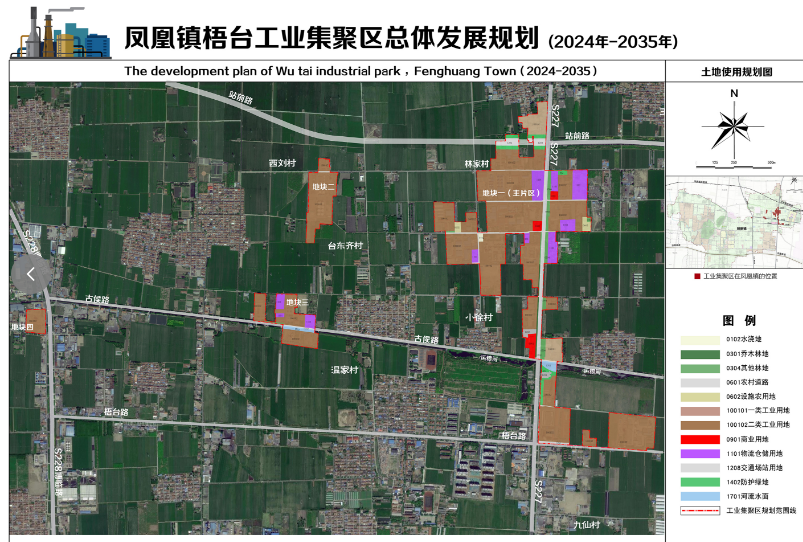 凤凰镇梧台工业集聚区总体发展规划 (2024年-2035年)
The development plan of Wu tai industrial park , Fenghuang Town (2024-2035)
土地使用规划图
N
站前路
S227
站前路
S227
西刘村
林家村
地块二
地块一(主片区)
台东齐村
S228
工业集聚区在凤凰镇的位置
古侯路
地块三
小徐村
地块四
古侯路
温家村
梧台路
梧台路
S228
S227
九仙村
图 例
0102水浇地
0301乔木林地
0304其他林地
0601农村道路
0602设施农用地
100101一类工业用地
100102二类工业用地
0901商业用地
1101物流仓储用地
1208交通场站用地
1402防护绿地
1701河流水面
工业集聚区规划范围线